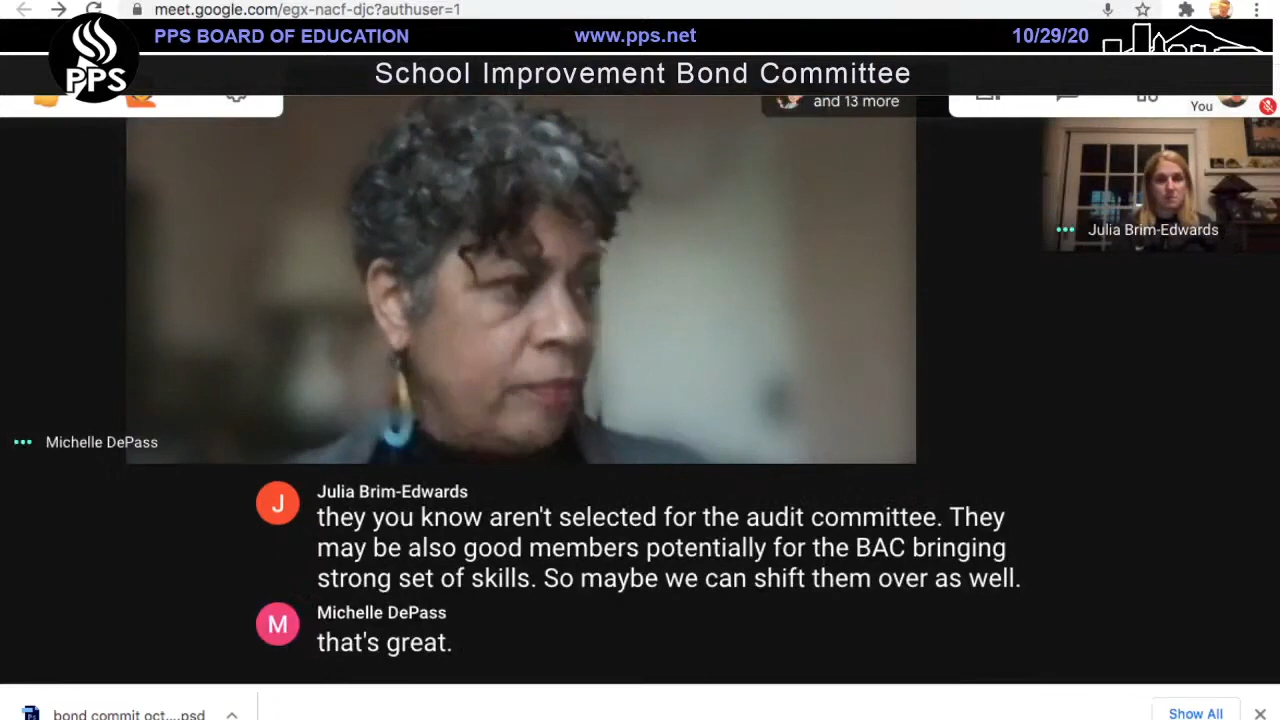 meet.google.com/egx-nacf-djc?authuser=1
PPS BOARD OF EDUCATION
www.pps.net
10/29/20
PPS
School Improvement Bond Committee
and 13 more
You
Julia Brim-Edwards
Michelle DePass
Julia Brim-Edwards
they you know aren't selected for the audit committee. They
may be also good members potentially for the BAC bringing
strong set of skills. So maybe we can shift them over as well.
Michelle DePass
that's great.
J
M
Ps
bond commit oct....psd
Show All